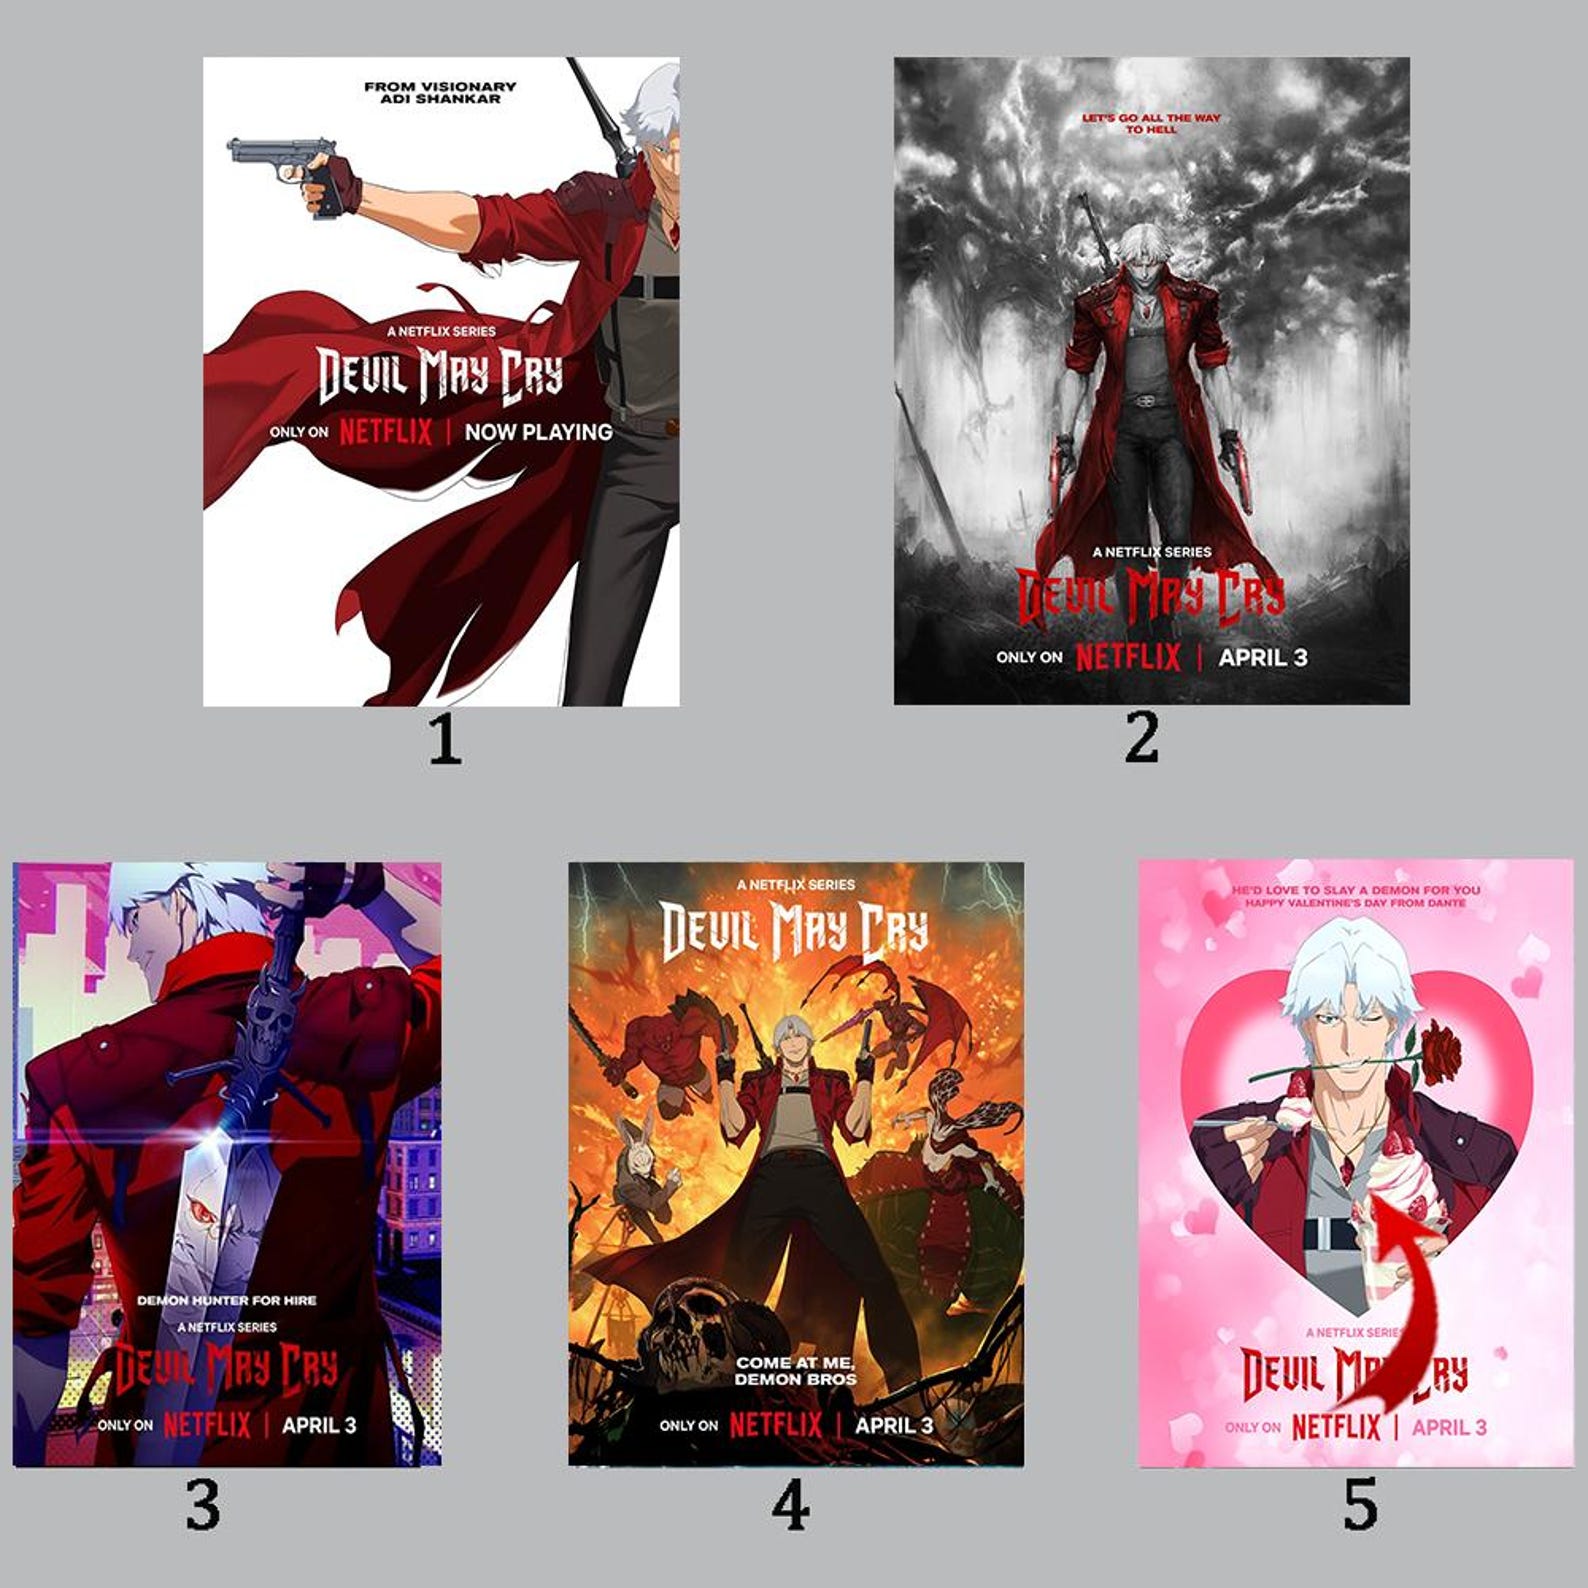 FROM VISIONARY
ADI SHANKAR
A NETFLIX SERIES
DEVIL MAY CRY
ONLY ON NETFLIX | NOW PLAYING
1
LET'S GO ALL THE WAY
TO HELL
A NETFLIX SERIES
DEVIL MAY CRY
ONLY ON NETFLIX | APRIL 3
2
DEMON HUNTER FOR HIRE
A NETFLIX SERIES
DEVIL MAY CRY
ONLY ON NETFLIX | APRIL 3
3
A NETFLIX SERIES
DEVIL MAY CRY
COME AT ME,
DEMON BROS
ONLY ON NETFLIX | APRIL 3
4
HE'D LOVE TO SLAY A DEMON FOR YOU
HAPPY VALENTINE'S DAY FROM DANTE
A NETFLIX SERIES
DEVIL MAY CRY
ONLY ON NETFLIX | APRIL 3
5